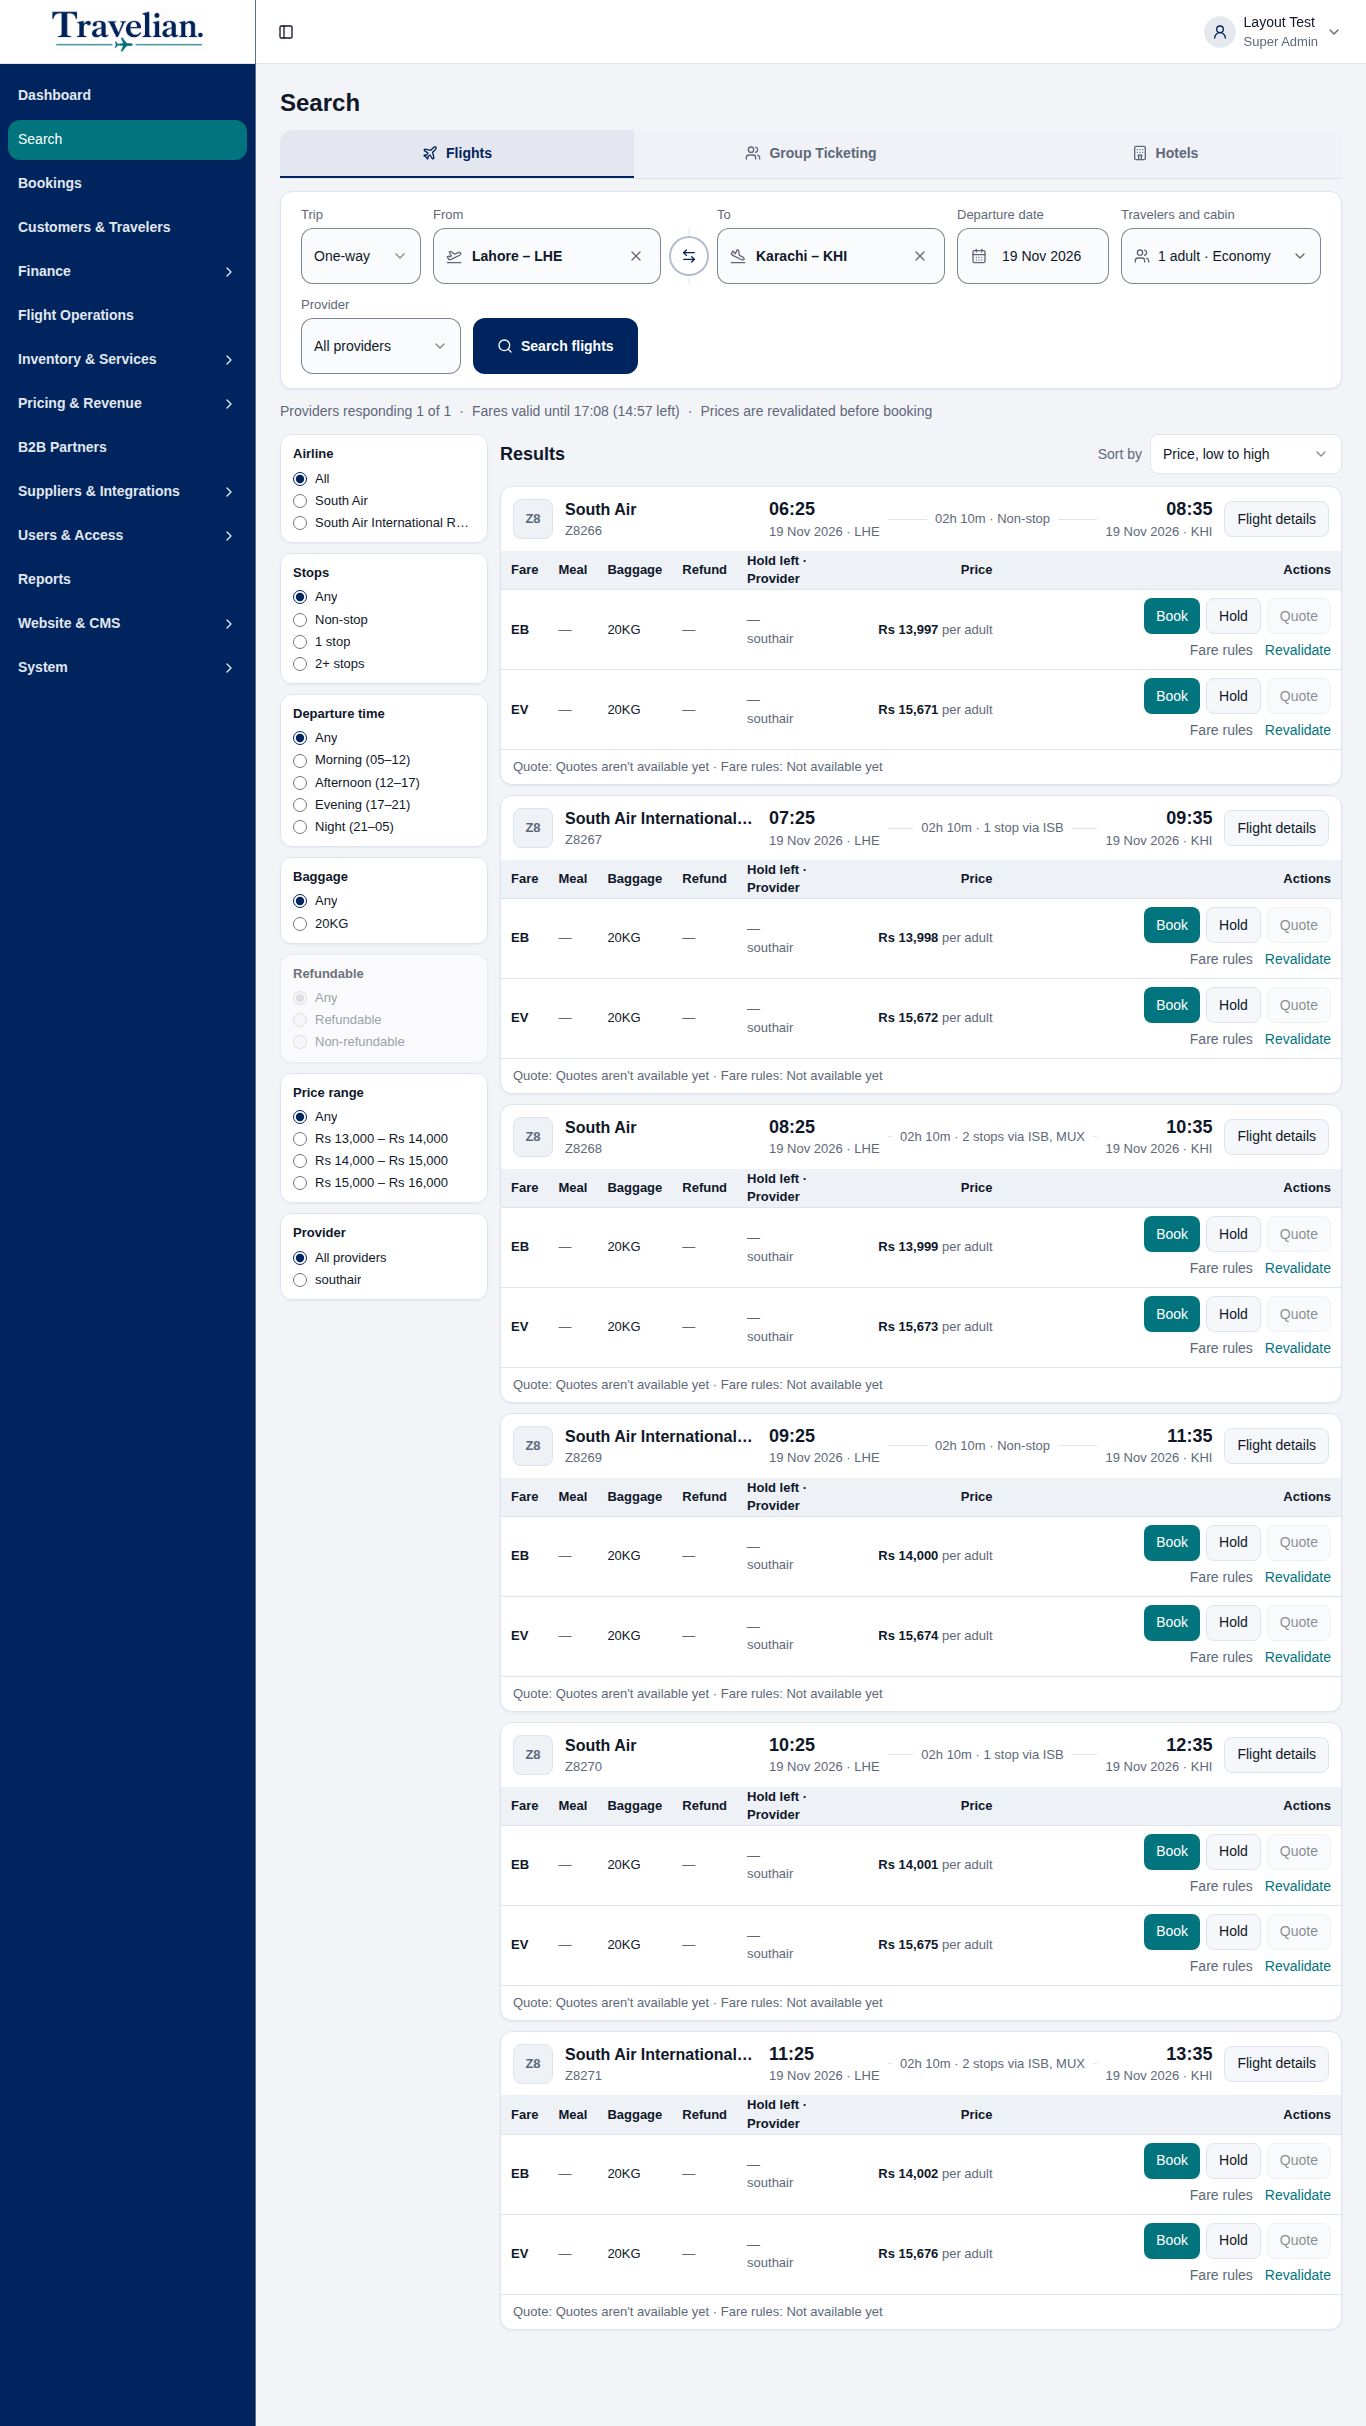 Travelian.
Layout Test
Super Admin
Dashboard
Search
Bookings
Customers & Travelers
Finance
Flight Operations
Inventory & Services
Pricing & Revenue
B2B Partners
Suppliers & Integrations
Users & Access
Reports
Website & CMS
System
Search
Flights
Group Ticketing
Hotels
Trip
From
To
Departure date
Travelers and cabin
One-way
Lahore – LHE
Karachi – KHI
19 Nov 2026
1 adult · Economy
Provider
All providers
Search flights
Providers responding 1 of 1 · Fares valid until 17:08 (14:57 left) · Prices are revalidated before booking
Airline
All
South Air
South Air International R…
Stops
Any
Non-stop
1 stop
2+ stops
Departure time
Any
Morning (05–12)
Afternoon (12–17)
Evening (17–21)
Night (21–05)
Baggage
Any
20KG
Refundable
Any
Refundable
Non-refundable
Price range
Any
Rs 13,000 – Rs 14,000
Rs 14,000 – Rs 15,000
Rs 15,000 – Rs 16,000
Provider
All providers
southair
Results
Sort by
Price, low to high
Z8 South Air 06:25 02h 10m · Non-stop 08:35 Flight details
Z8266 19 Nov 2026 · LHE 19 Nov 2026 · KHI
Fare Meal Baggage Refund Hold left · Provider Price Actions
EB — 20KG — — southair Rs 13,997 per adult Book Hold Quote
Fare rules Revalidate
EV — 20KG — — southair Rs 15,671 per adult Book Hold Quote
Fare rules Revalidate
Quote: Quotes aren't available yet · Fare rules: Not available yet
Z8 South Air International… 07:25 02h 10m · 1 stop via ISB 09:35 Flight details
Z8267 19 Nov 2026 · LHE 19 Nov 2026 · KHI
Fare Meal Baggage Refund Hold left · Provider Price Actions
EB — 20KG — — southair Rs 13,998 per adult Book Hold Quote
Fare rules Revalidate
EV — 20KG — — southair Rs 15,672 per adult Book Hold Quote
Fare rules Revalidate
Quote: Quotes aren't available yet · Fare rules: Not available yet
Z8 South Air 08:25 02h 10m · 2 stops via ISB, MUX 10:35 Flight details
Z8268 19 Nov 2026 · LHE 19 Nov 2026 · KHI
Fare Meal Baggage Refund Hold left · Provider Price Actions
EB — 20KG — — southair Rs 13,999 per adult Book Hold Quote
Fare rules Revalidate
EV — 20KG — — southair Rs 15,673 per adult Book Hold Quote
Fare rules Revalidate
Quote: Quotes aren't available yet · Fare rules: Not available yet
Z8 South Air International… 09:25 02h 10m · Non-stop 11:35 Flight details
Z8269 19 Nov 2026 · LHE 19 Nov 2026 · KHI
Fare Meal Baggage Refund Hold left · Provider Price Actions
EB — 20KG — — southair Rs 14,000 per adult Book Hold Quote
Fare rules Revalidate
EV — 20KG — — southair Rs 15,674 per adult Book Hold Quote
Fare rules Revalidate
Quote: Quotes aren't available yet · Fare rules: Not available yet
Z8 South Air 10:25 02h 10m · 1 stop via ISB 12:35 Flight details
Z8270 19 Nov 2026 · LHE 19 Nov 2026 · KHI
Fare Meal Baggage Refund Hold left · Provider Price Actions
EB — 20KG — — southair Rs 14,001 per adult Book Hold Quote
Fare rules Revalidate
EV — 20KG — — southair Rs 15,675 per adult Book Hold Quote
Fare rules Revalidate
Quote: Quotes aren't available yet · Fare rules: Not available yet
Z8 South Air International… 11:25 02h 10m · 2 stops via ISB, MUX 13:35 Flight details
Z8271 19 Nov 2026 · LHE 19 Nov 2026 · KHI
Fare Meal Baggage Refund Hold left · Provider Price Actions
EB — 20KG — — southair Rs 14,002 per adult Book Hold Quote
Fare rules Revalidate
EV — 20KG — — southair Rs 15,676 per adult Book Hold Quote
Fare rules Revalidate
Quote: Quotes aren't available yet · Fare rules: Not available yet